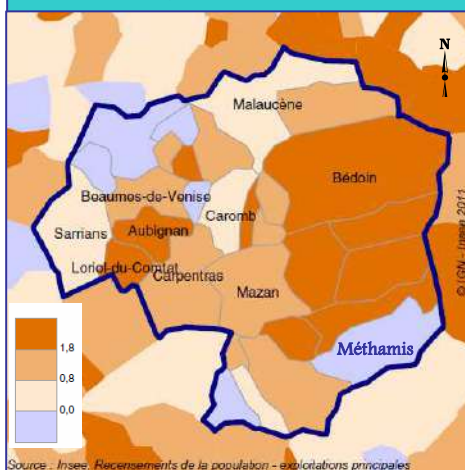 N
Malaucène
Bédoin
Beaumes-de-Venise
Caromb
Sarrians
Aubignan
Loriol-du-Comtat
Carpentras
Mazan
Méthamis
1,8
0,8
0,0
© IGN - Insee 2011
Source : Insee, Recensements de la population - exploitations principales